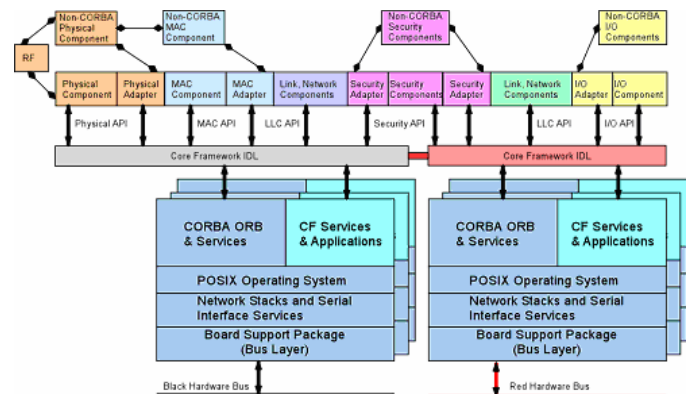 Non-CORBA
Physical
Component
Non-CORBA
MAC
Component
Non-CORBA
Security
Components
Non-CORBA
I/O
Components
RF
Physical
Component
Physical
Adapter
MAC
Component
MAC
Adapter
Link, Network
Components
Security
Adapter
Security
Components
Security
Adapter
Link, Network
Components
I/O
Adapter
I/O
Component
Physical API
MAC API
LLC API
Security API
LLC API
I/O API
Core Framework IDL
Core Framework IDL
CORBA ORB
& Services
CF Services
& Applications
POSIX Operating System
Network Stacks and Serial
Interface Services
Board Support Package
(Bus Layer)
CORBA ORB
& Services
CF Services
& Applications
POSIX Operating System
Network Stacks and Serial
Interface Services
Board Support Package
(Bus Layer)
Black Hardware Bus
Red Hardware Bus